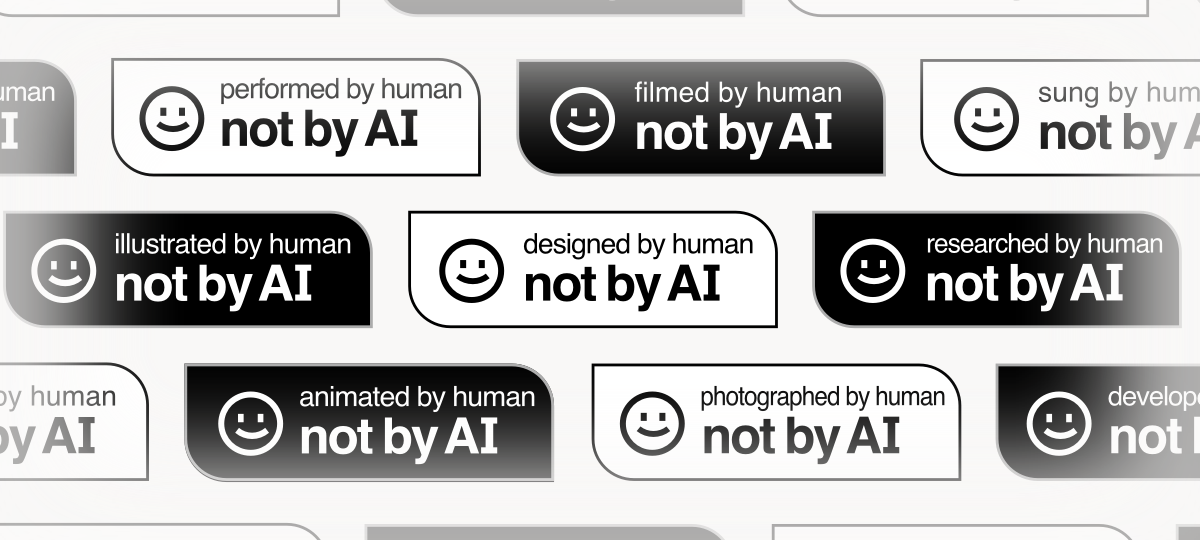 uman
I
performed by human
not by AI
filmed by human
not by AI
sung by hum
not by A
illustrated by human
not by AI
designed by human
not by AI
researched by human
not by AI
by human
by AI
animated by human
not by AI
photographed by human
not by AI
develope
not